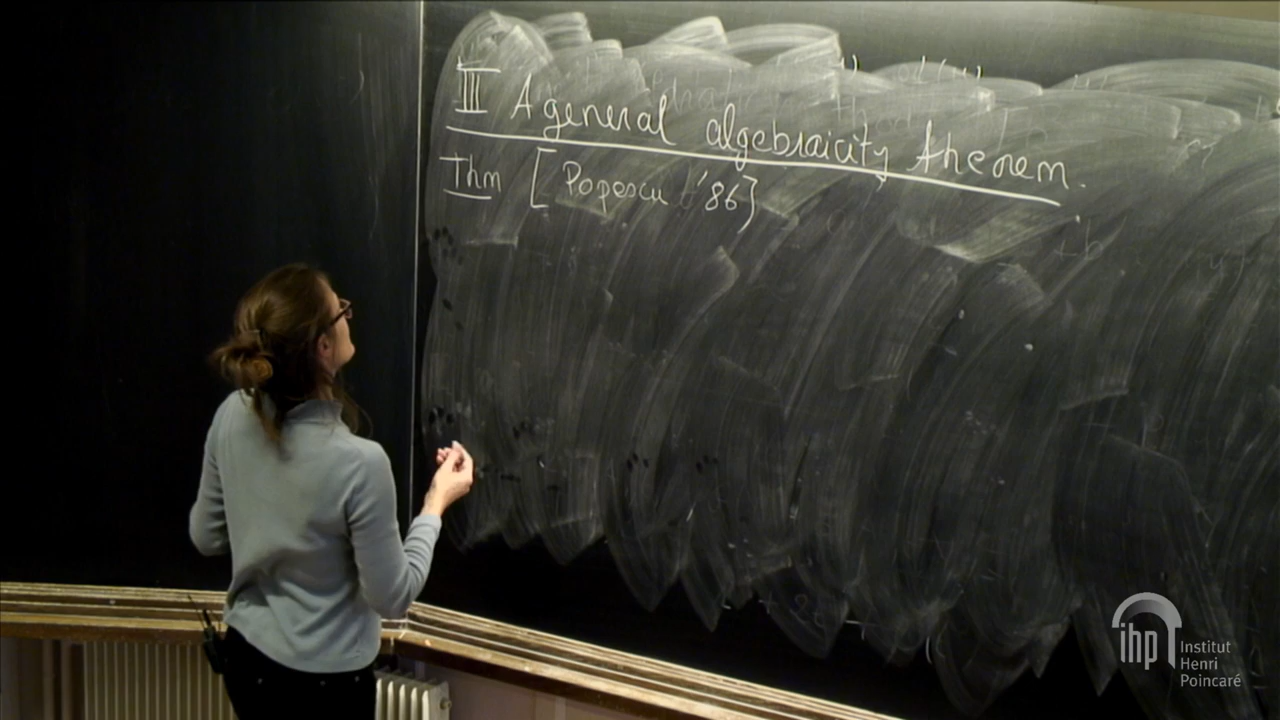 III A general algebraicity theorem.
Thm [Popescu '86]
ihp Institut
Henri
Poincaré